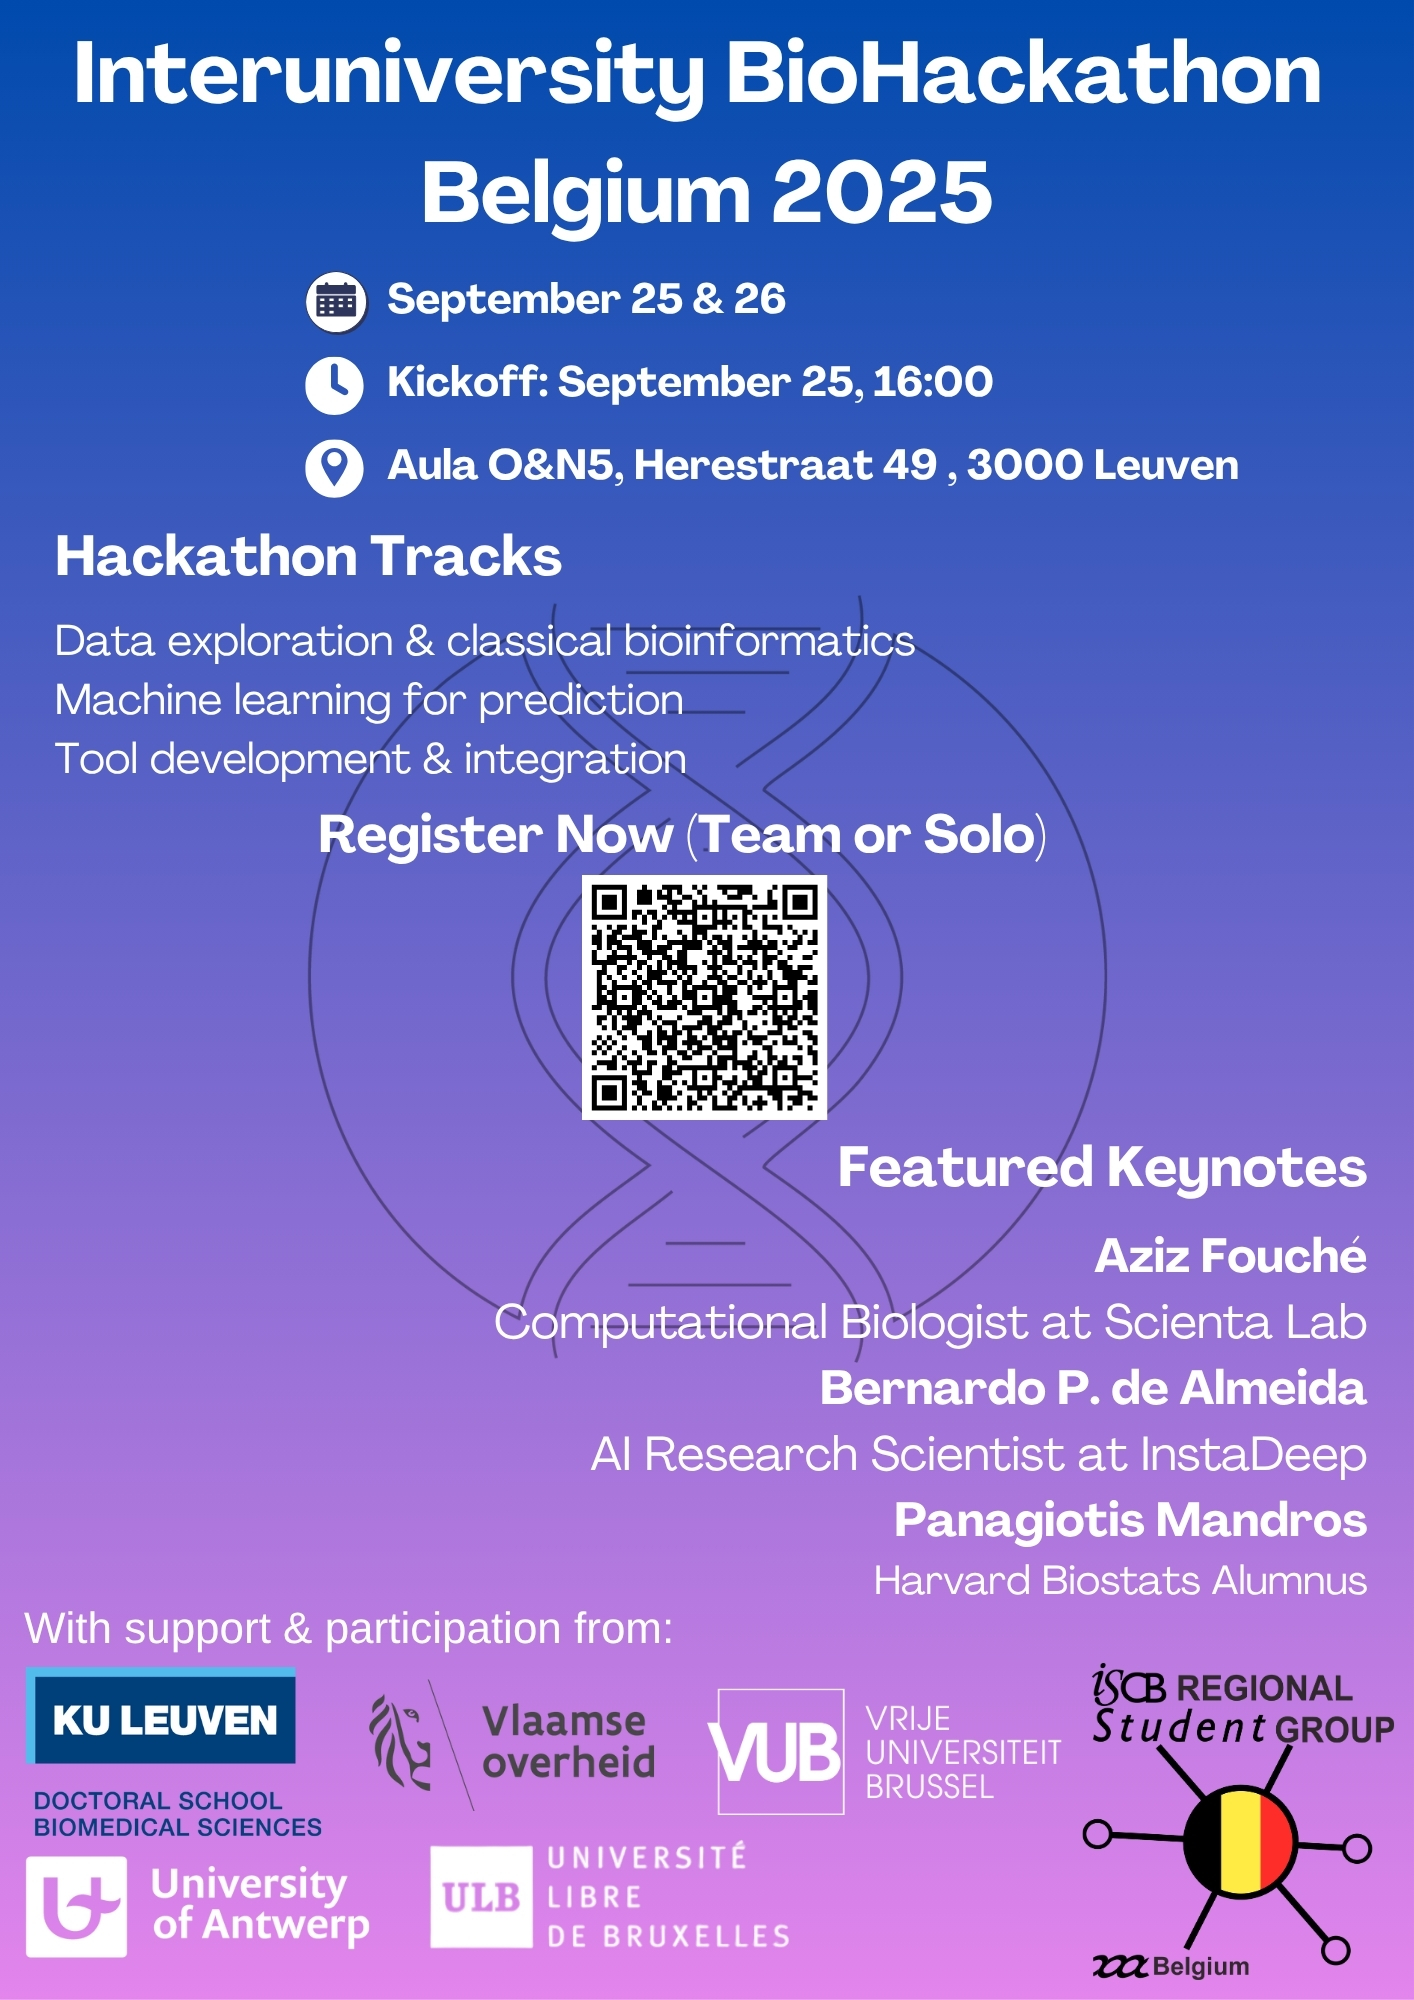 Interuniversity BioHackathon
Belgium 2025
September 25 & 26
Kickoff: September 25, 16:00
Aula O&N5, Herestraat 49 , 3000 Leuven
Hackathon Tracks
Data exploration & classical bioinformatics
Machine learning for prediction
Tool development & integration
Register Now (Team or Solo)
Featured Keynotes
Aziz Fouché
Computational Biologist at Scienta Lab
Bernardo P. de Almeida
AI Research Scientist at InstaDeep
Panagiotis Mandros
Harvard Biostats Alumnus
With support & participation from:
KU LEUVEN
DOCTORAL SCHOOL
BIOMEDICAL SCIENCES
Vlaamse
overheid
VUB
VRIJE
UNIVERSITEIT
BRUSSEL
iSCB REGIONAL
Student GROUP
Belgium
University
of Antwerp
ULB
UNIVERSITÉ
LIBRE
DE BRUXELLES